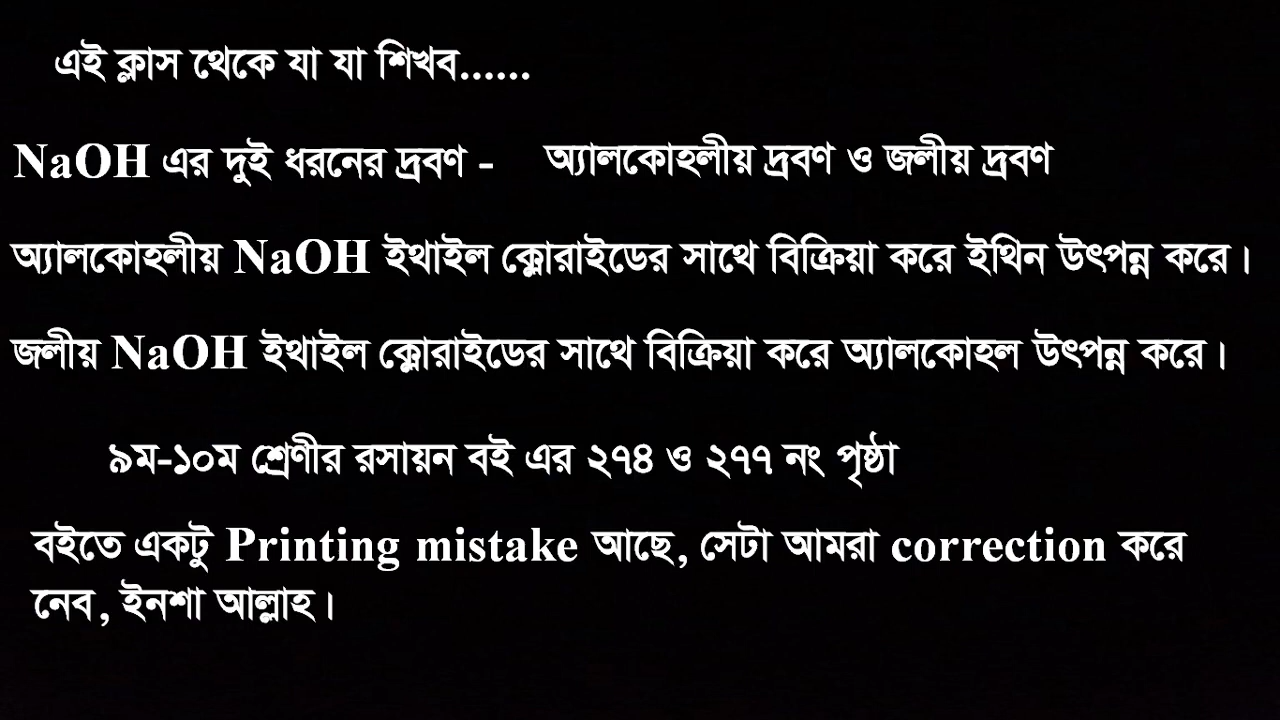 এই ক্লাস থেকে যা যা শিখব......
NaOH এর দুই ধরনের দ্রবণ - অ্যালকোহলীয় দ্রবণ ও জলীয় দ্রবণ
অ্যালকোহলীয় NaOH ইথাইল ক্লোরাইডের সাথে বিক্রিয়া করে ইথিন উৎপন্ন করে।
জলীয় NaOH ইথাইল ক্লোরাইডের সাথে বিক্রিয়া করে অ্যালকোহল উৎপন্ন করে।
৯ম-১০ম শ্রেণীর রসায়ন বই এর ২৭৪ ও ২৭৭ নং পৃষ্ঠা
বইতে একটু Printing mistake আছে, সেটা আমরা correction করে
নেব, ইনশা আল্লাহ।